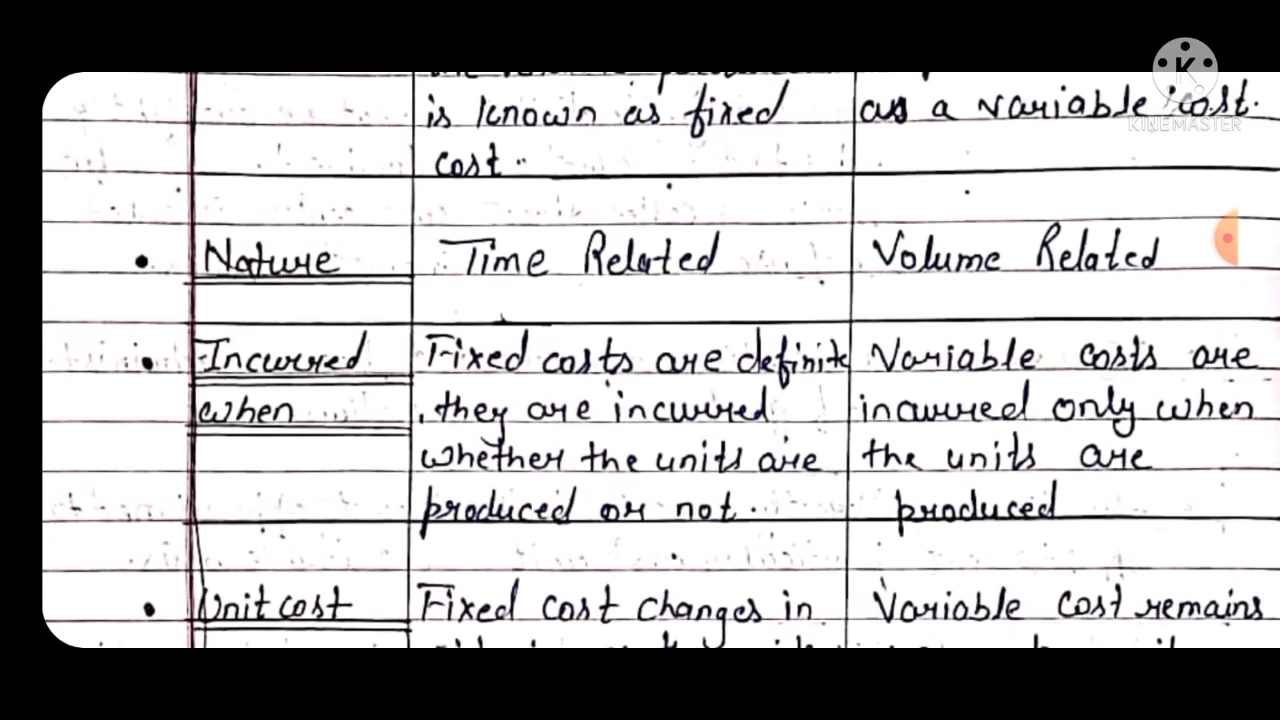 is known as fixed
cost.
as a variable cost.
KINEMASTER
Nature
Time Related
Volume Related
Incurred
when
Fixed costs are definite
, they are incurred
whether the units are
produced or not.
Variable costs are
incurred only when
the units are
produced
Unit cost
Fixed cost changes in
Variable cost remains